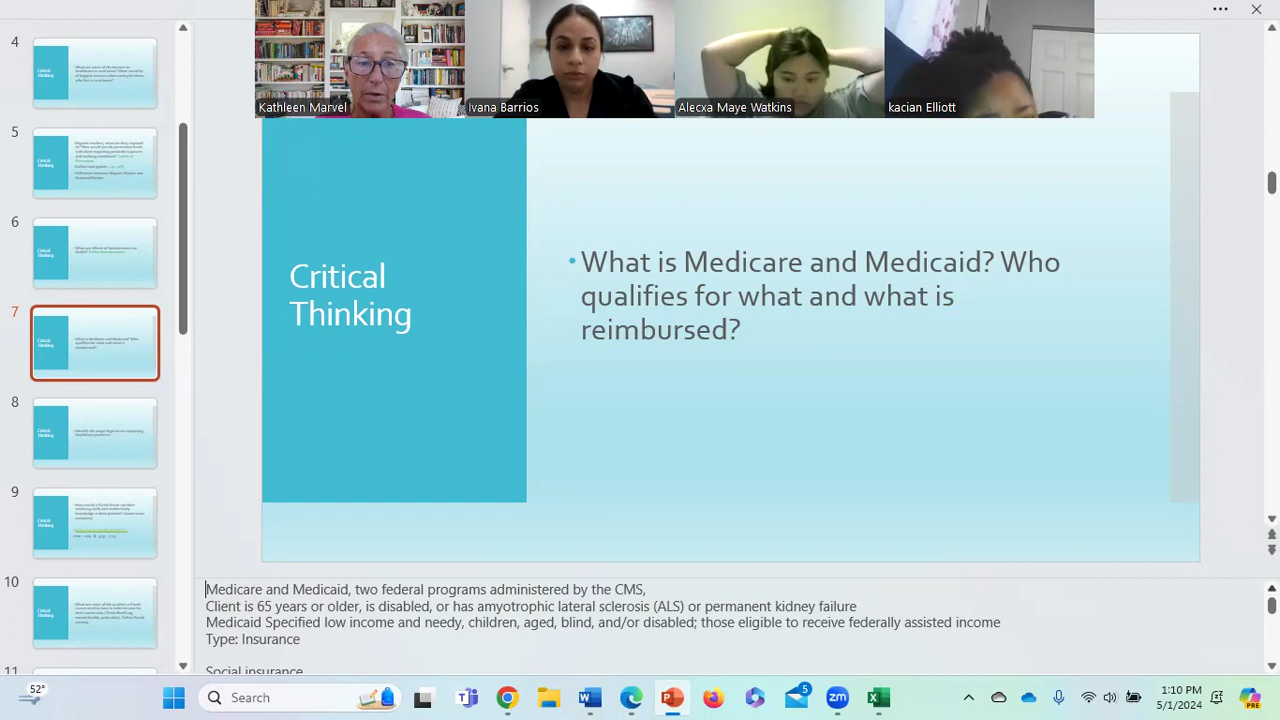 Kathleen Marvel
Ivana Barrios
Alecxa Maye Watkins
kacian Elliott
4
5
6
7
8
9
10
11
Critical
Thinking
• What is Medicare and Medicaid? Who
qualifies for what and what is
reimbursed?
Medicare and Medicaid, two federal programs administered by the CMS,
Client is 65 years or older, is disabled, or has amyotrophic lateral sclerosis (ALS) or permanent kidney failure
Medicaid Specified low income and needy, children, aged, blind, and/or disabled; those eligible to receive federally assisted income
Type: Insurance
Social insurance
52°
Search
5
zm
1:10 PM
5/1/2024
PRE